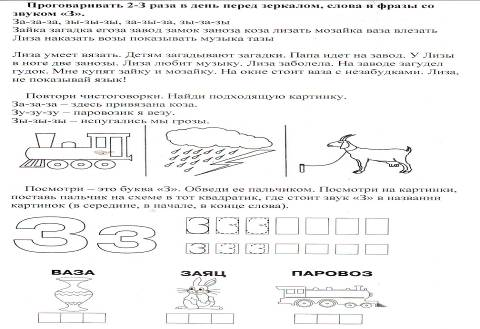 Проговаривать 2-3 раза в день перед зеркалом, слова и фразы со
звуком «З».
За-за-за, зы-зы-зы, за-зы-за, зы-за-зы
Зайка загадка егоза завод замок заноза коза лизать мозайка ваза влезать
Лиза наказать возы показывать музыка тазы
Лиза умеет вязать. Детям загадывают загадки. Папа идет на завод. У Лизы
в ноге две занозы. Лиза любит музыку. Лиза заболела. На заводе загудел
гудок. Мне купят зайку и мозайку. На окне стоит ваза с незабудками. Лиза,
не показывай язык!
Повтори чистоговорки. Найди подходящую картинку.
За-за-за – здесь привязана коза.
Зу-зу-зу – паровозик я везу.
Зы-зы-зы – испугались мы грозы.
Посмотри – это буква «З». Обведи ее пальчиком. Посмотри на картинки,
поставь пальчик на схеме в тот квадратик, где стоит звук «З» в названии
картинок (в середине, в начале, в конце слова).
З З З З З
З З З
ВАЗА ЗАЯЦ ПАРОВОЗ